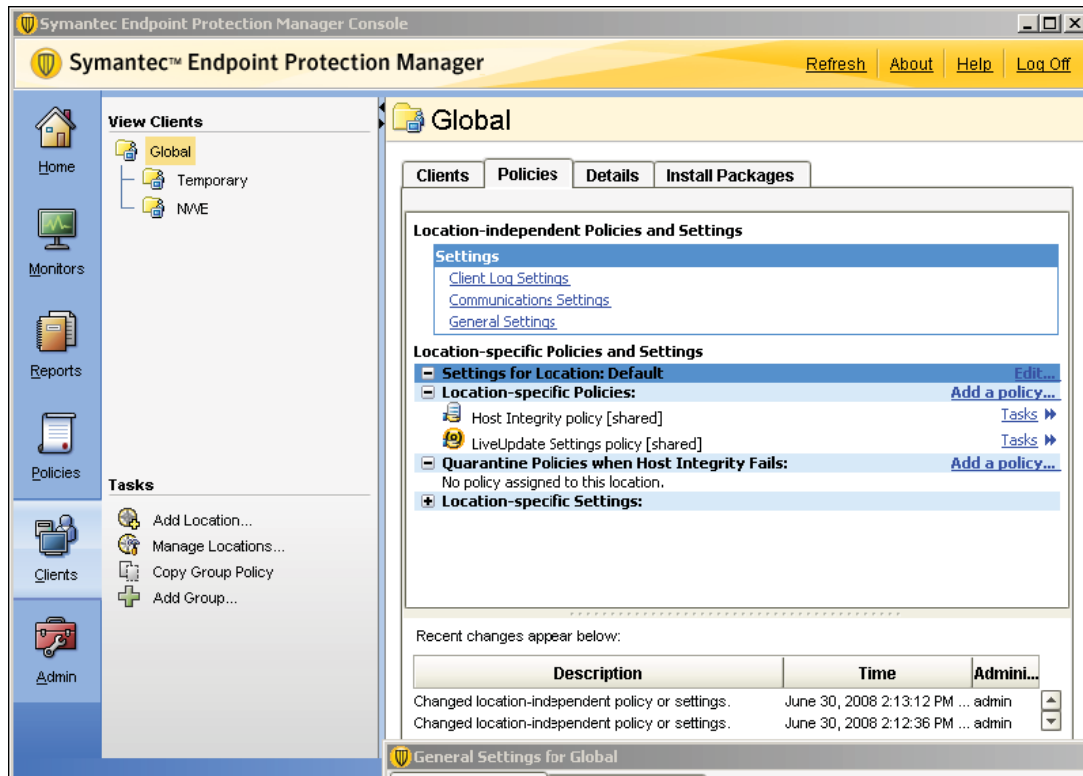 Symantec Endpoint Protection Manager Console
Symantec™ Endpoint Protection Manager
Refresh About Help Log Off
Home
Monitors
Reports
Policies
Clients
Admin
View Clients
Global
Temporary
NWE
Tasks
Add Location...
Manage Locations...
Copy Group Policy
Add Group...
Global
Clients Policies Details Install Packages
Location-independent Policies and Settings
Settings
Client Log Settings
Communications Settings
General Settings
Location-specific Policies and Settings
Settings for Location: Default Edit...
Location-specific Policies: Add a policy...
Host Integrity policy [shared] Tasks
LiveUpdate Settings policy [shared] Tasks
Quarantine Policies when Host Integrity Fails: Add a policy...
No policy assigned to this location.
Location-specific Settings:
Recent changes appear below:
Description Time Admini...
Changed location-independent policy or settings. June 30, 2008 2:13:12 PM ... admin
Changed location-independent policy or settings. June 30, 2008 2:12:36 PM ... admin
General Settings for Global